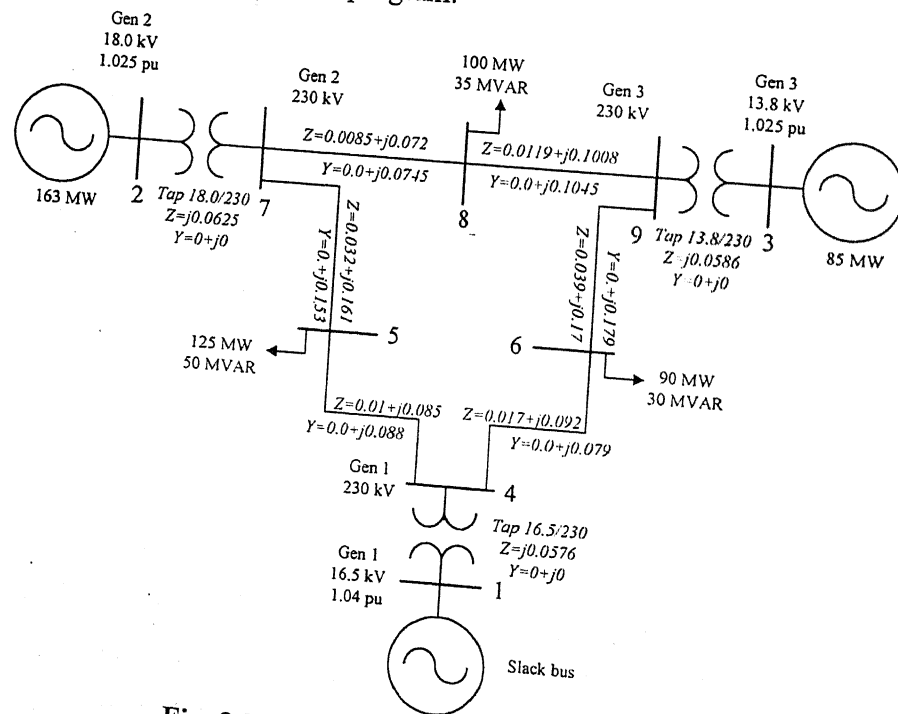 program.
Gen 2
18.0 kV
1.025 pu
163 MW
2
Tap 18.0/230
Z=j0.0625
Y=0+j0
Gen 2
230 kV
7
Z=0.0085+j0.072
Y=0.0+j0.0745
100 MW
35 MVAR
8
Z=0.0119+j0.1008
Y=0.0+j0.1045
Gen 3
230 kV
9
Tap 13.8/230
Z=j0.0586
Y=0+j0
Gen 3
13.8 kV
1.025 pu
3
85 MW
Z=0.032+j0.161
Y=0.+j0.153
5
125 MW
50 MVAR
Y=0.+j0.179
Z=0.039+j0.17
6
90 MW
30 MVAR
Z=0.01+j0.085
Y=0.0+j0.088
Z=0.017+j0.092
Y=0.0+j0.079
Gen 1
230 kV
4
Tap 16.5/230
Z=j0.0576
Y=0+j0
Gen 1
16.5 kV
1.04 pu
1
Slack bus